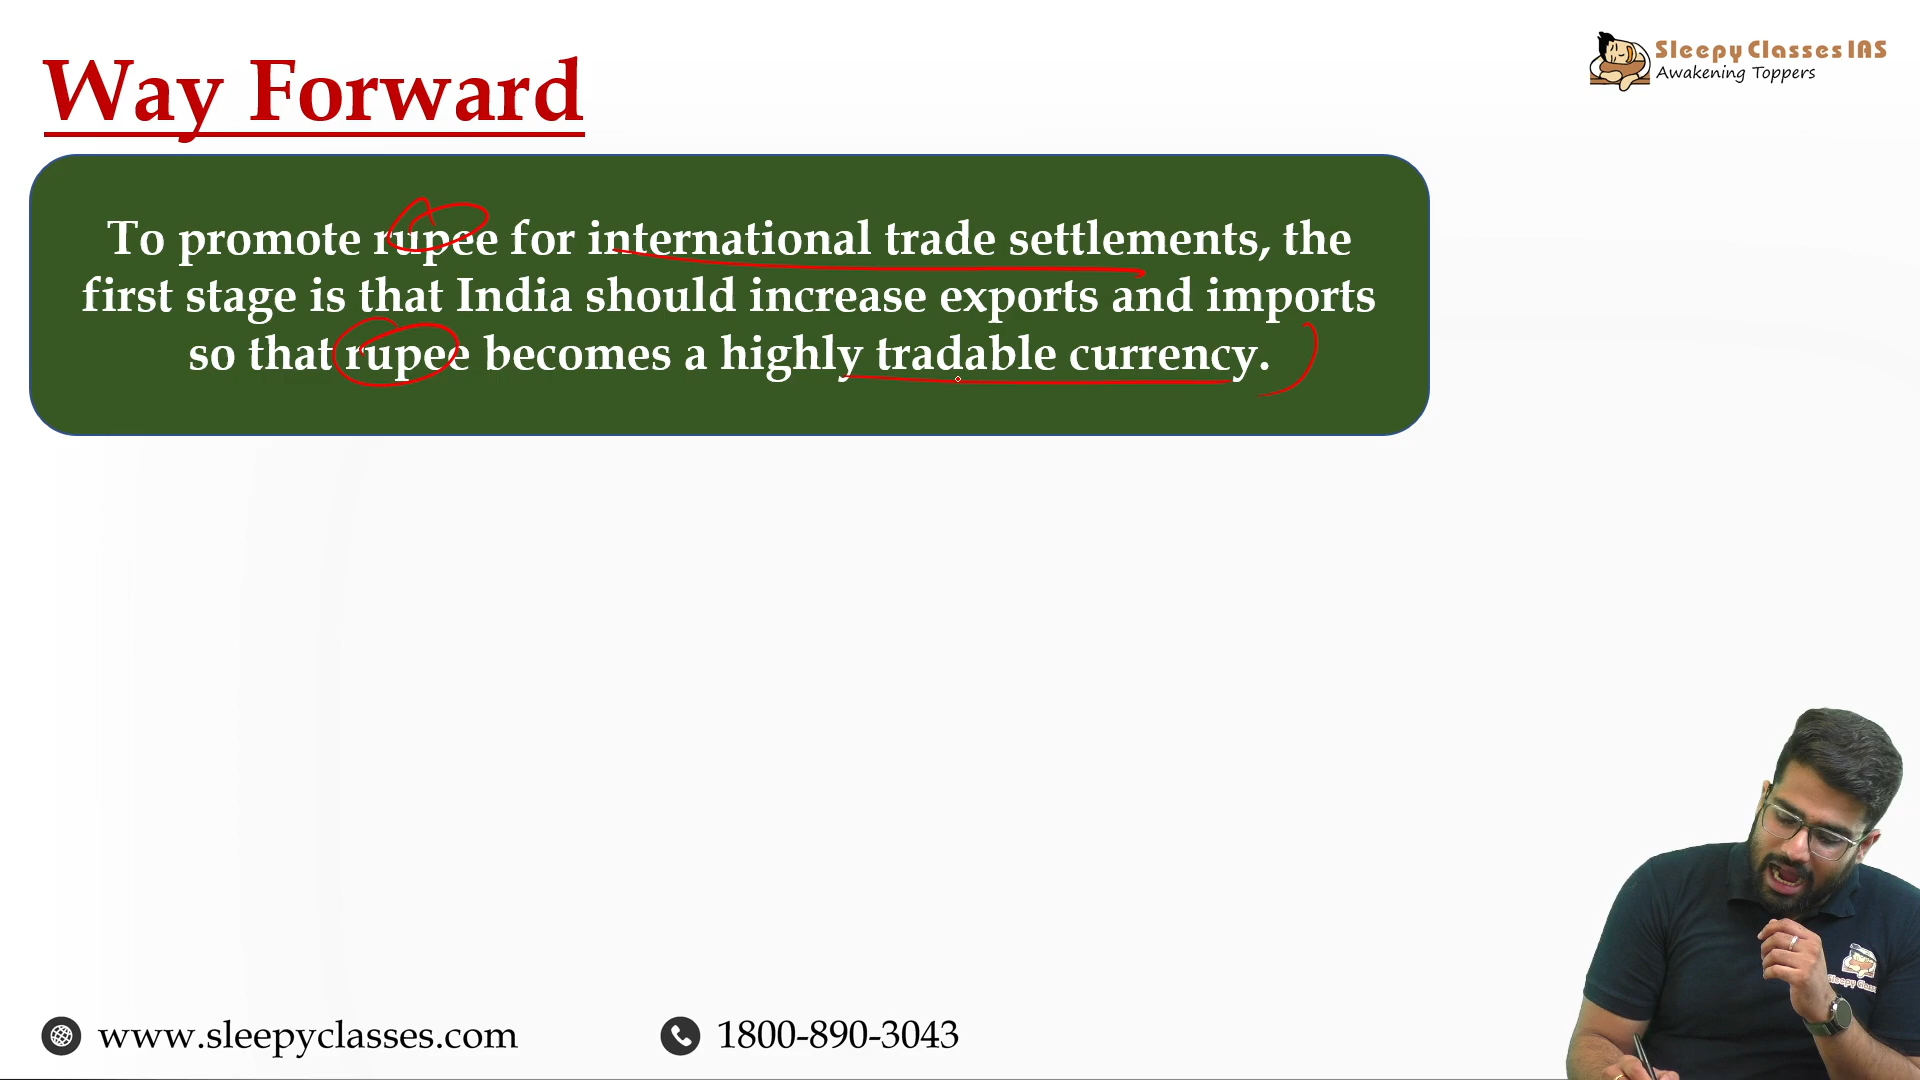 Way Forward
Sleepy Classes IAS
Awakening Toppers
To promote rupee for international trade settlements, the
first stage is that India should increase exports and imports
so that rupee becomes a highly tradable currency.
Sleepy Class
www.sleepyclasses.com
1800-890-3043